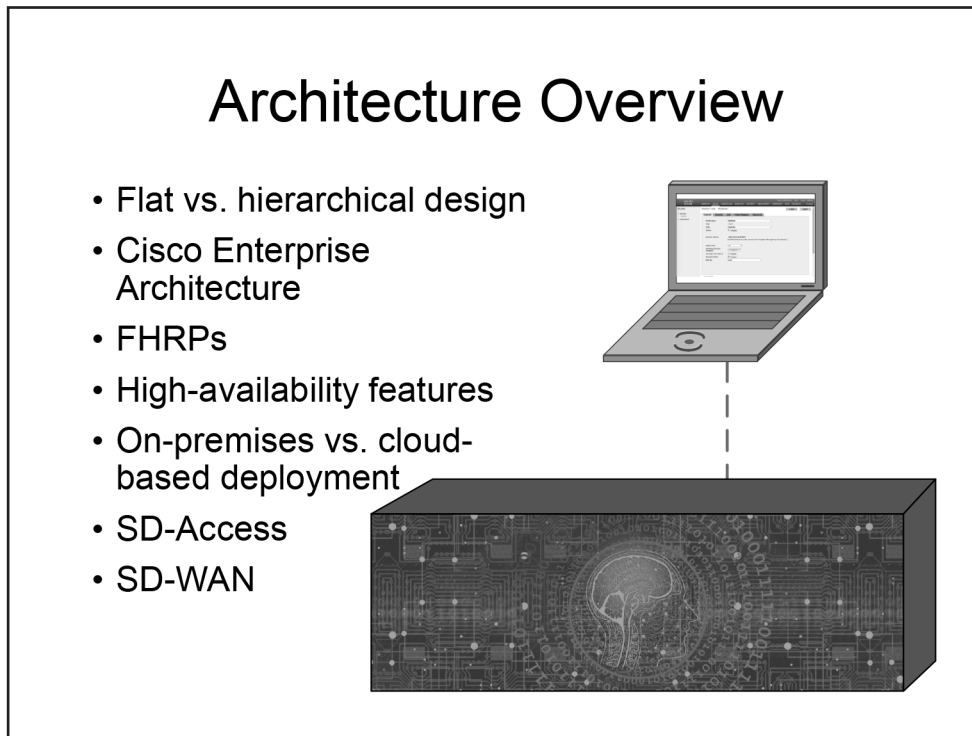 Architecture Overview
• Flat vs. hierarchical design
• Cisco Enterprise
Architecture
• FHRPs
• High-availability features
• On-premises vs. cloud-
based deployment
• SD-Access
• SD-WAN